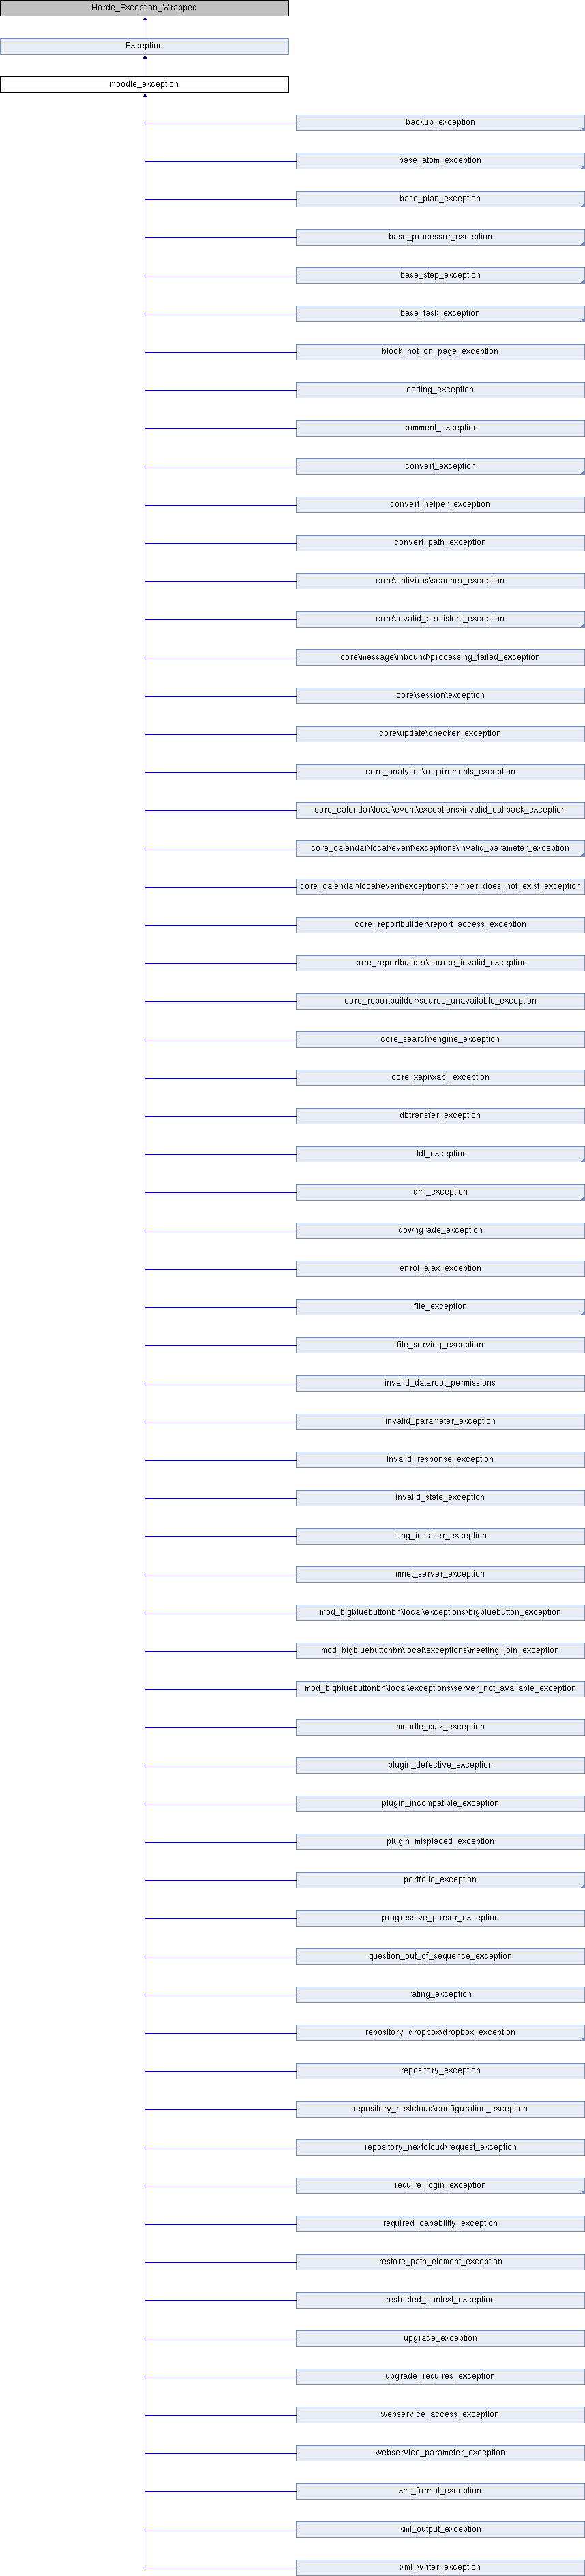 Horde_Exception_Wrapped
Exception
moodle_exception
backup_exception
base_atom_exception
base_plan_exception
base_processor_exception
base_step_exception
base_task_exception
block_not_on_page_exception
coding_exception
comment_exception
convert_exception
convert_helper_exception
convert_path_exception
core\antivirus\scanner_exception
core\invalid_persistent_exception
core\message\inbound\processing_failed_exception
core\session\exception
core\update\checker_exception
core_analytics\requirements_exception
core_calendar\local\event\exceptions\invalid_callback_exception
core_calendar\local\event\exceptions\invalid_parameter_exception
core_calendar\local\event\exceptions\member_does_not_exist_exception
core_reportbuilder\report_access_exception
core_reportbuilder\source_invalid_exception
core_reportbuilder\source_unavailable_exception
core_search\engine_exception
core_xapi\xapi_exception
dbtransfer_exception
ddl_exception
dml_exception
downgrade_exception
enrol_ajax_exception
file_exception
file_serving_exception
invalid_dataroot_permissions
invalid_parameter_exception
invalid_response_exception
invalid_state_exception
lang_installer_exception
mnet_server_exception
mod_bigbluebuttonbn\local\exceptions\bigbluebutton_exception
mod_bigbluebuttonbn\local\exceptions\meeting_join_exception
mod_bigbluebuttonbn\local\exceptions\server_not_available_exception
moodle_quiz_exception
plugin_defective_exception
plugin_incompatible_exception
plugin_misplaced_exception
portfolio_exception
progressive_parser_exception
question_out_of_sequence_exception
rating_exception
repository_dropbox\dropbox_exception
repository_exception
repository_nextcloud\configuration_exception
repository_nextcloud\request_exception
require_login_exception
required_capability_exception
restore_path_element_exception
restricted_context_exception
upgrade_exception
upgrade_requires_exception
webservice_access_exception
webservice_parameter_exception
xml_format_exception
xml_output_exception
xml_writer_exception